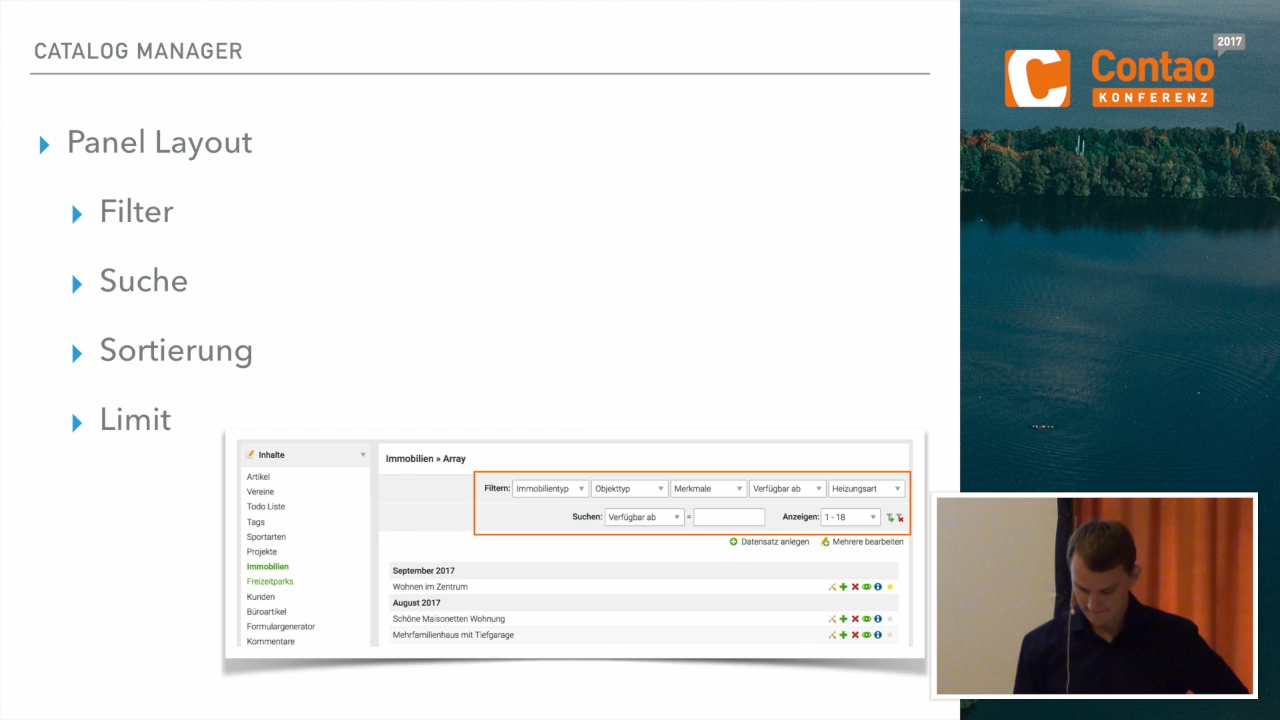 CATALOG MANAGER
Panel Layout
Filter
Suche
Sortierung
Limit
Inhalte
Artikel
Vereine
Todo Liste
Tags
Sportarten
Projekte
Immobilien
Freizeitparks
Kunden
Büroartikel
Formulargenerator
Kommentare
Immobilien » Array
Filtern: Immobilientyp Objekttyp Merkmale Verfügbar ab Heizungsart
Suchen: Verfügbar ab = Anzeigen: 1 - 18
Datensatz anlegen Mehrere bearbeiten
September 2017
Wohnen im Zentrum
August 2017
Schöne Maisonetten Wohnung
Mehrfamilienhaus mit Tiefgarage
2017
Contao
KONFERENZ